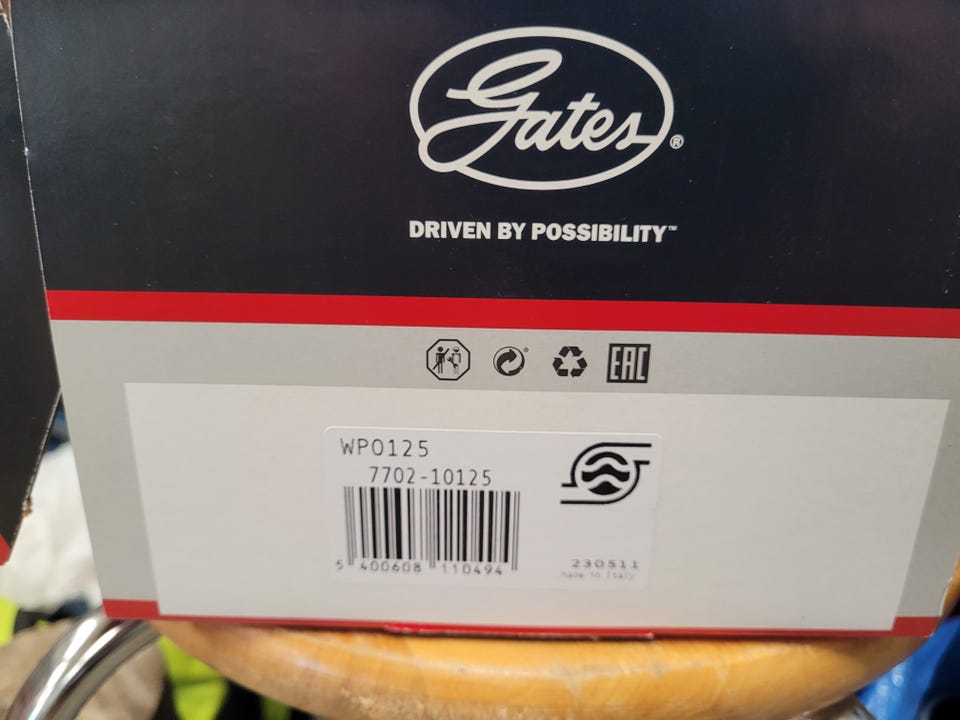 Gates®
DRIVEN BY POSSIBILITY™
EAC
WP0125
7702-10125
5 400608 110494
230511
made in Italy